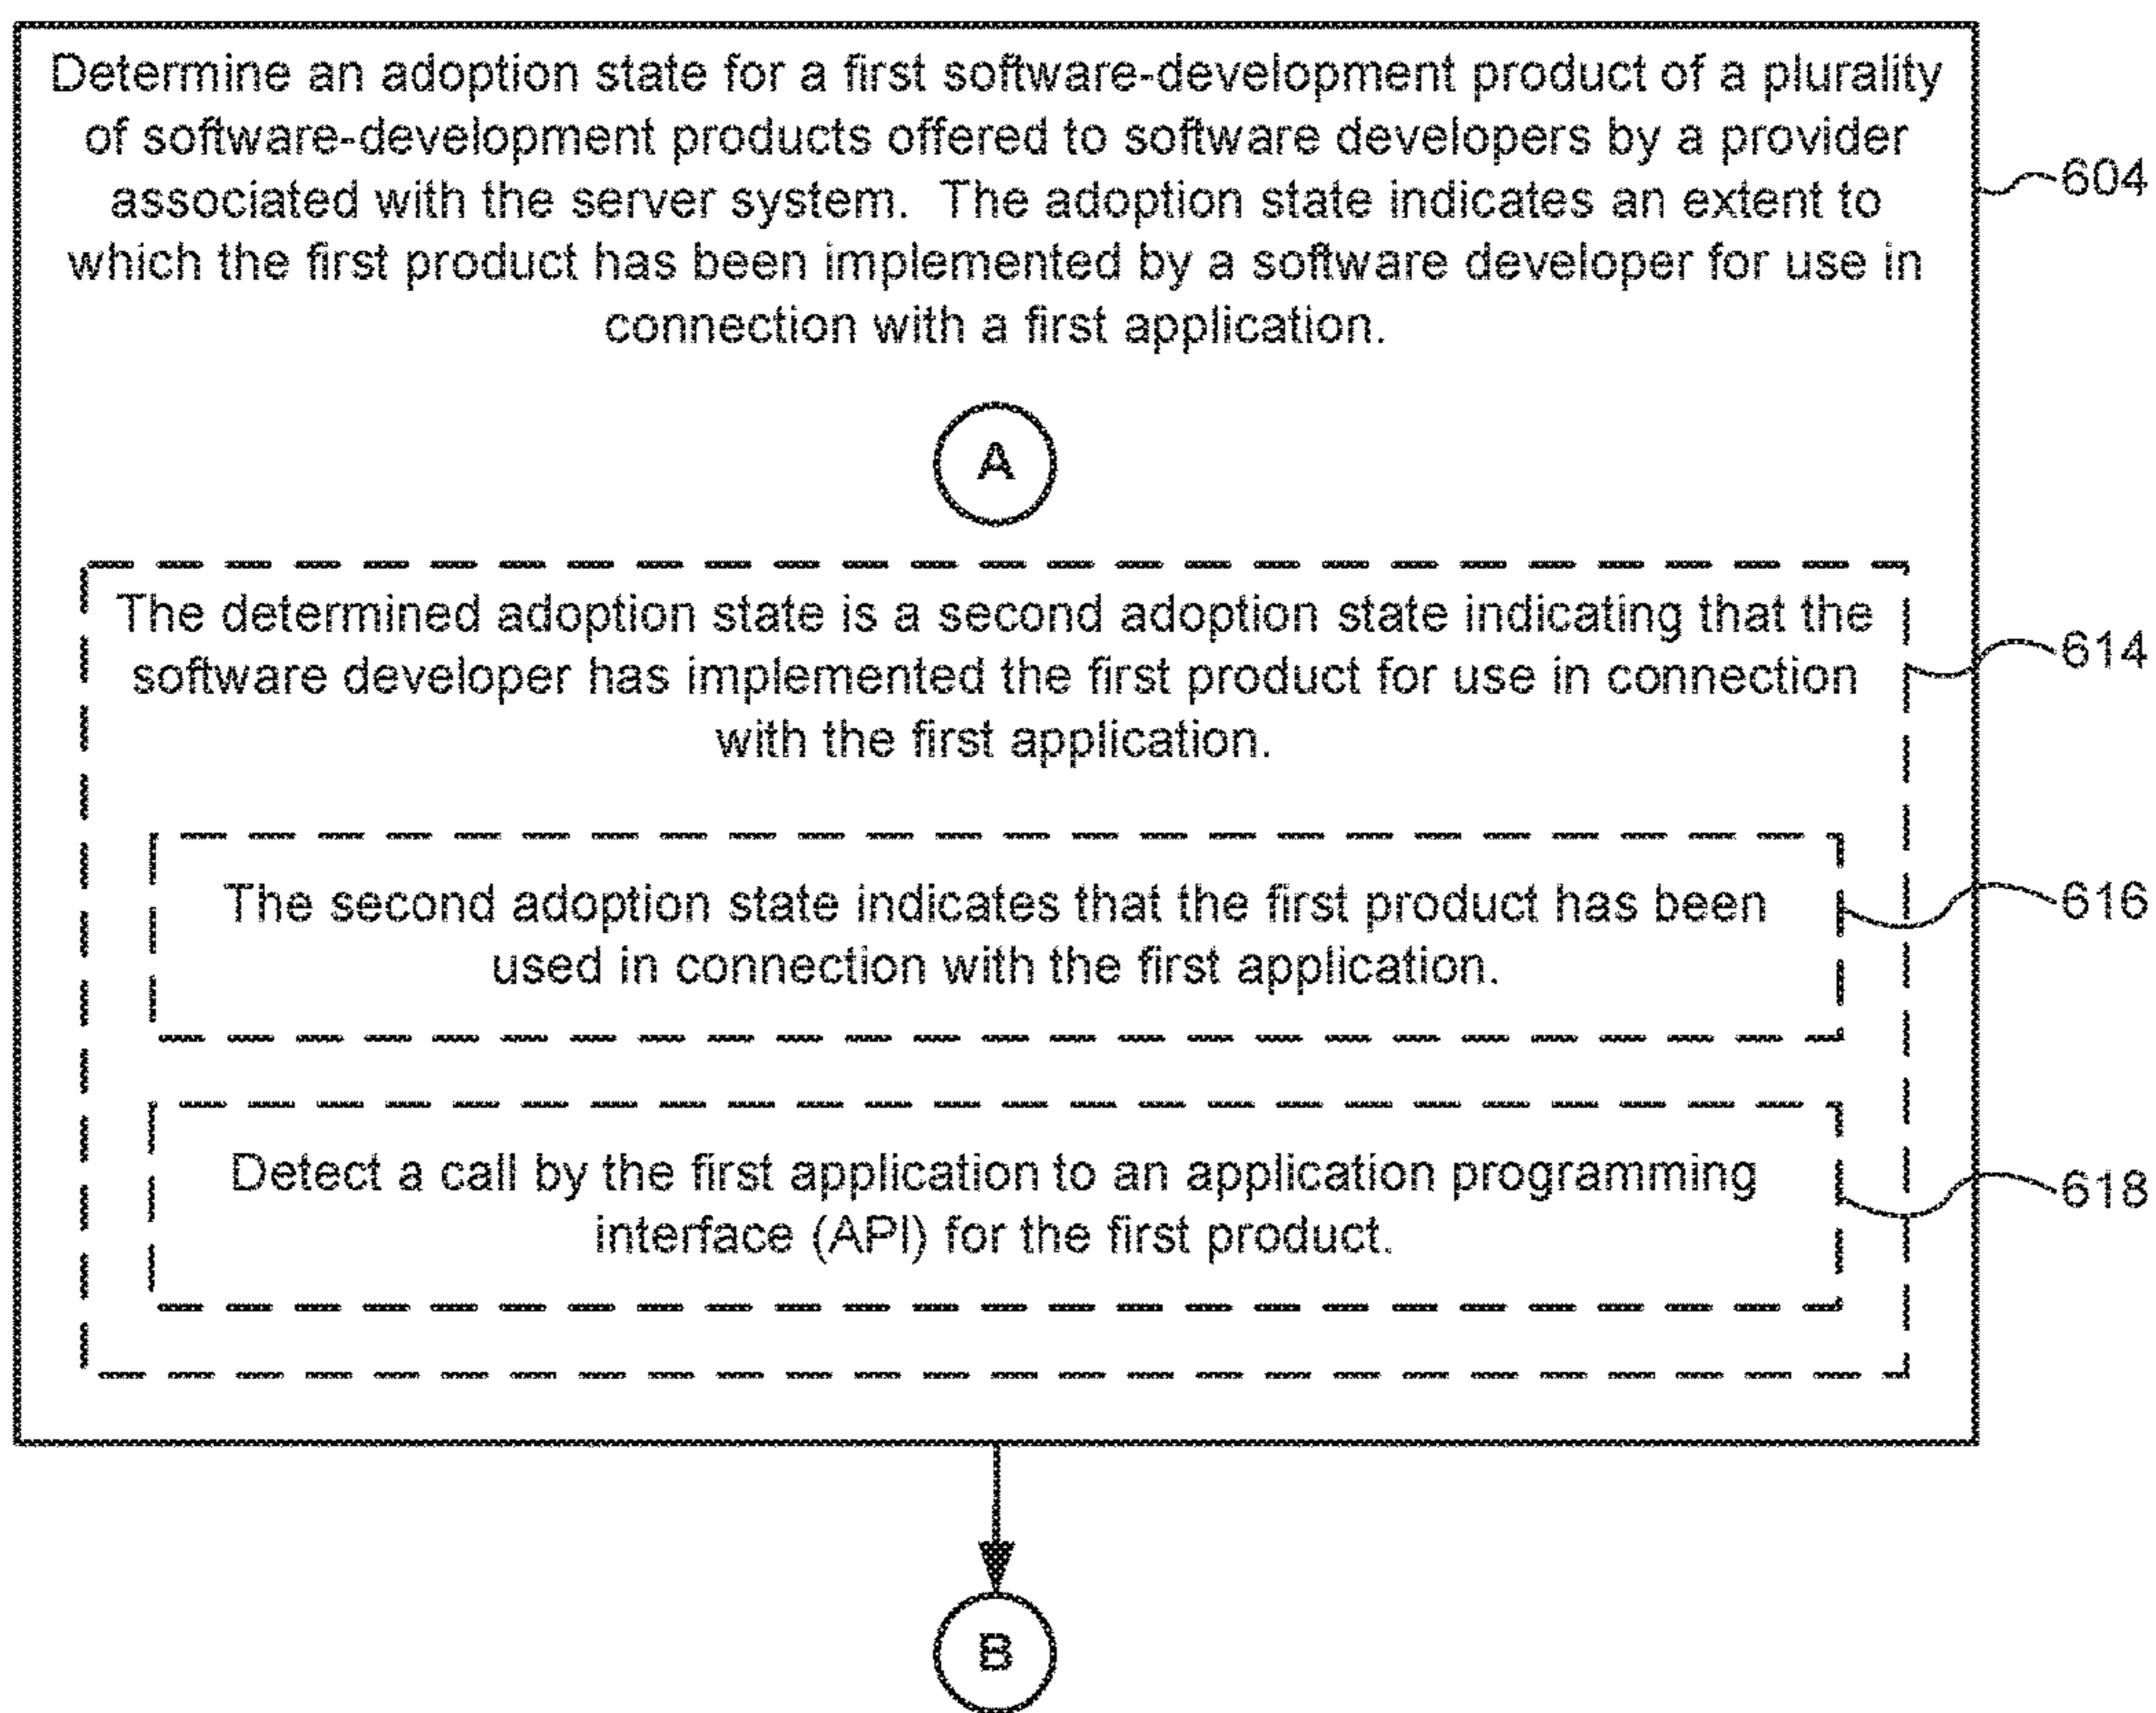 Determine an adoption state for a first software-development product of a plurality
of software-development products offered to software developers by a provider
associated with the server system.  The adoption state indicates an extent to
which the first product has been implemented by a software developer for use in
connection with a first application.
604
A
The determined adoption state is a second adoption state indicating that the
software developer has implemented the first product for use in connection
with the first application.
614
The second adoption state indicates that the first product has been
used in connection with the first application.
616
Detect a call by the first application to an application programming
interface (API) for the first product.
618
B